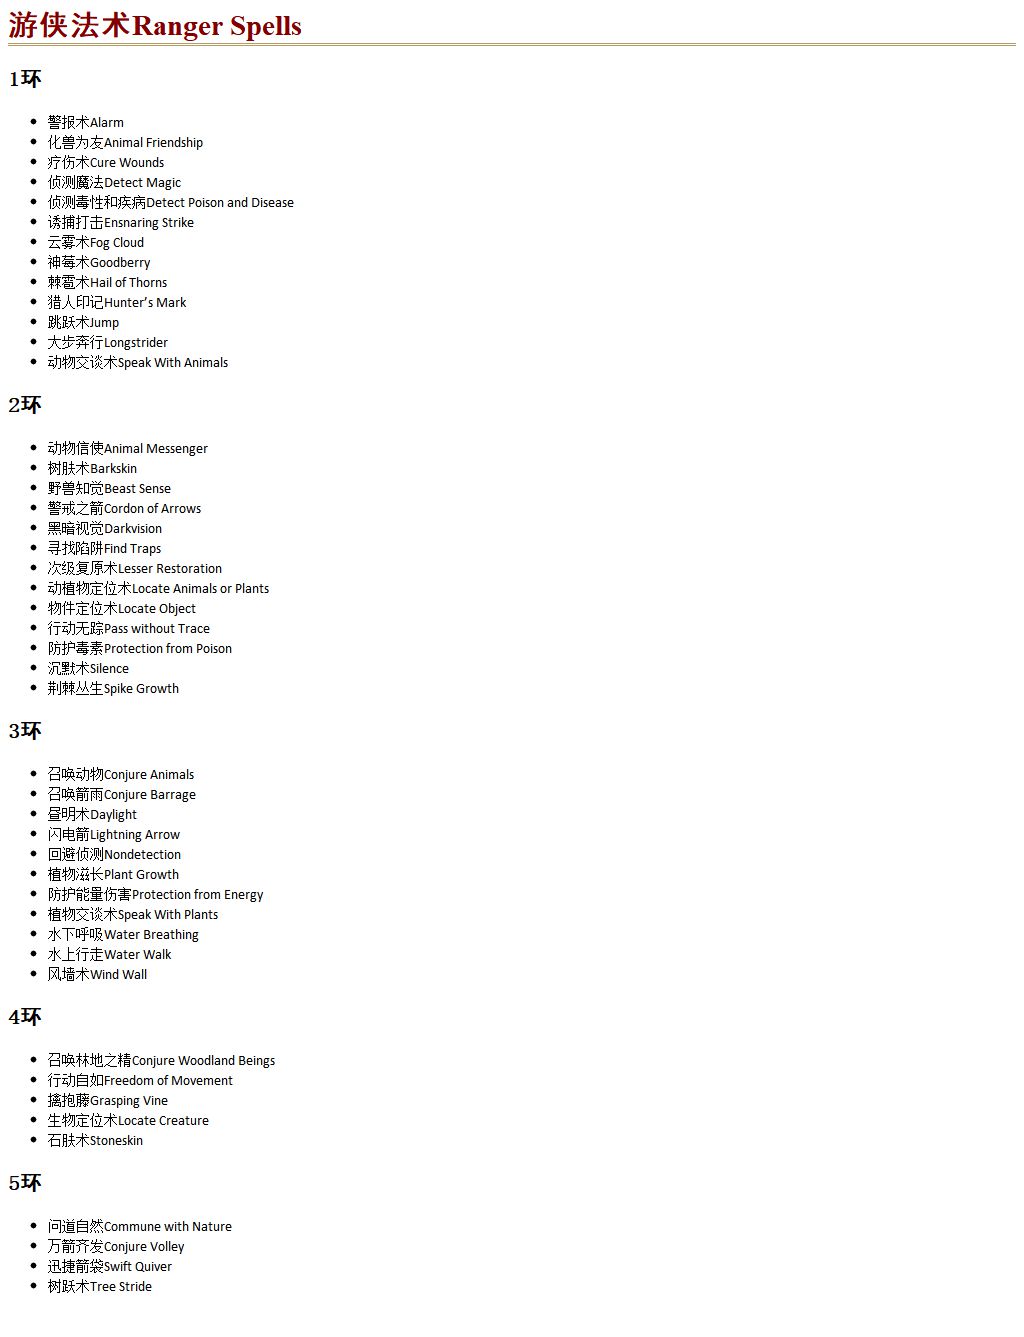 游侠法术Ranger Spells
1环
警报术Alarm
化兽为友Animal Friendship
疗伤术Cure Wounds
侦测魔法Detect Magic
侦测毒性和疾病Detect Poison and Disease
诱捕打击Ensnaring Strike
云雾术Fog Cloud
神莓术Goodberry
棘雹术Hail of Thorns
猎人印记Hunter’s Mark
跳跃术Jump
大步奔行Longstrider
动物交谈术Speak With Animals
2环
动物信使Animal Messenger
树肤术Barkskin
野兽知觉Beast Sense
警戒之箭Cordon of Arrows
黑暗视觉Darkvision
寻找陷阱Find Traps
次级复原术Lesser Restoration
动植物定位术Locate Animals or Plants
物件定位术Locate Object
行动无踪Pass without Trace
防护毒素Protection from Poison
沉默术Silence
荆棘丛生Spike Growth
3环
召唤动物Conjure Animals
召唤箭雨Conjure Barrage
昼明术Daylight
闪电箭Lightning Arrow
回避侦测Nondetection
植物滋长Plant Growth
防护能量伤害Protection from Energy
植物交谈术Speak With Plants
水下呼吸Water Breathing
水上行走Water Walk
风墙术Wind Wall
4环
召唤林地之精Conjure Woodland Beings
行动自如Freedom of Movement
擒抱藤Grasping Vine
生物定位术Locate Creature
石肤术Stoneskin
5环
问道自然Commune with Nature
万箭齐发Conjure Volley
迅捷箭袋Swift Quiver
树跃术Tree Stride